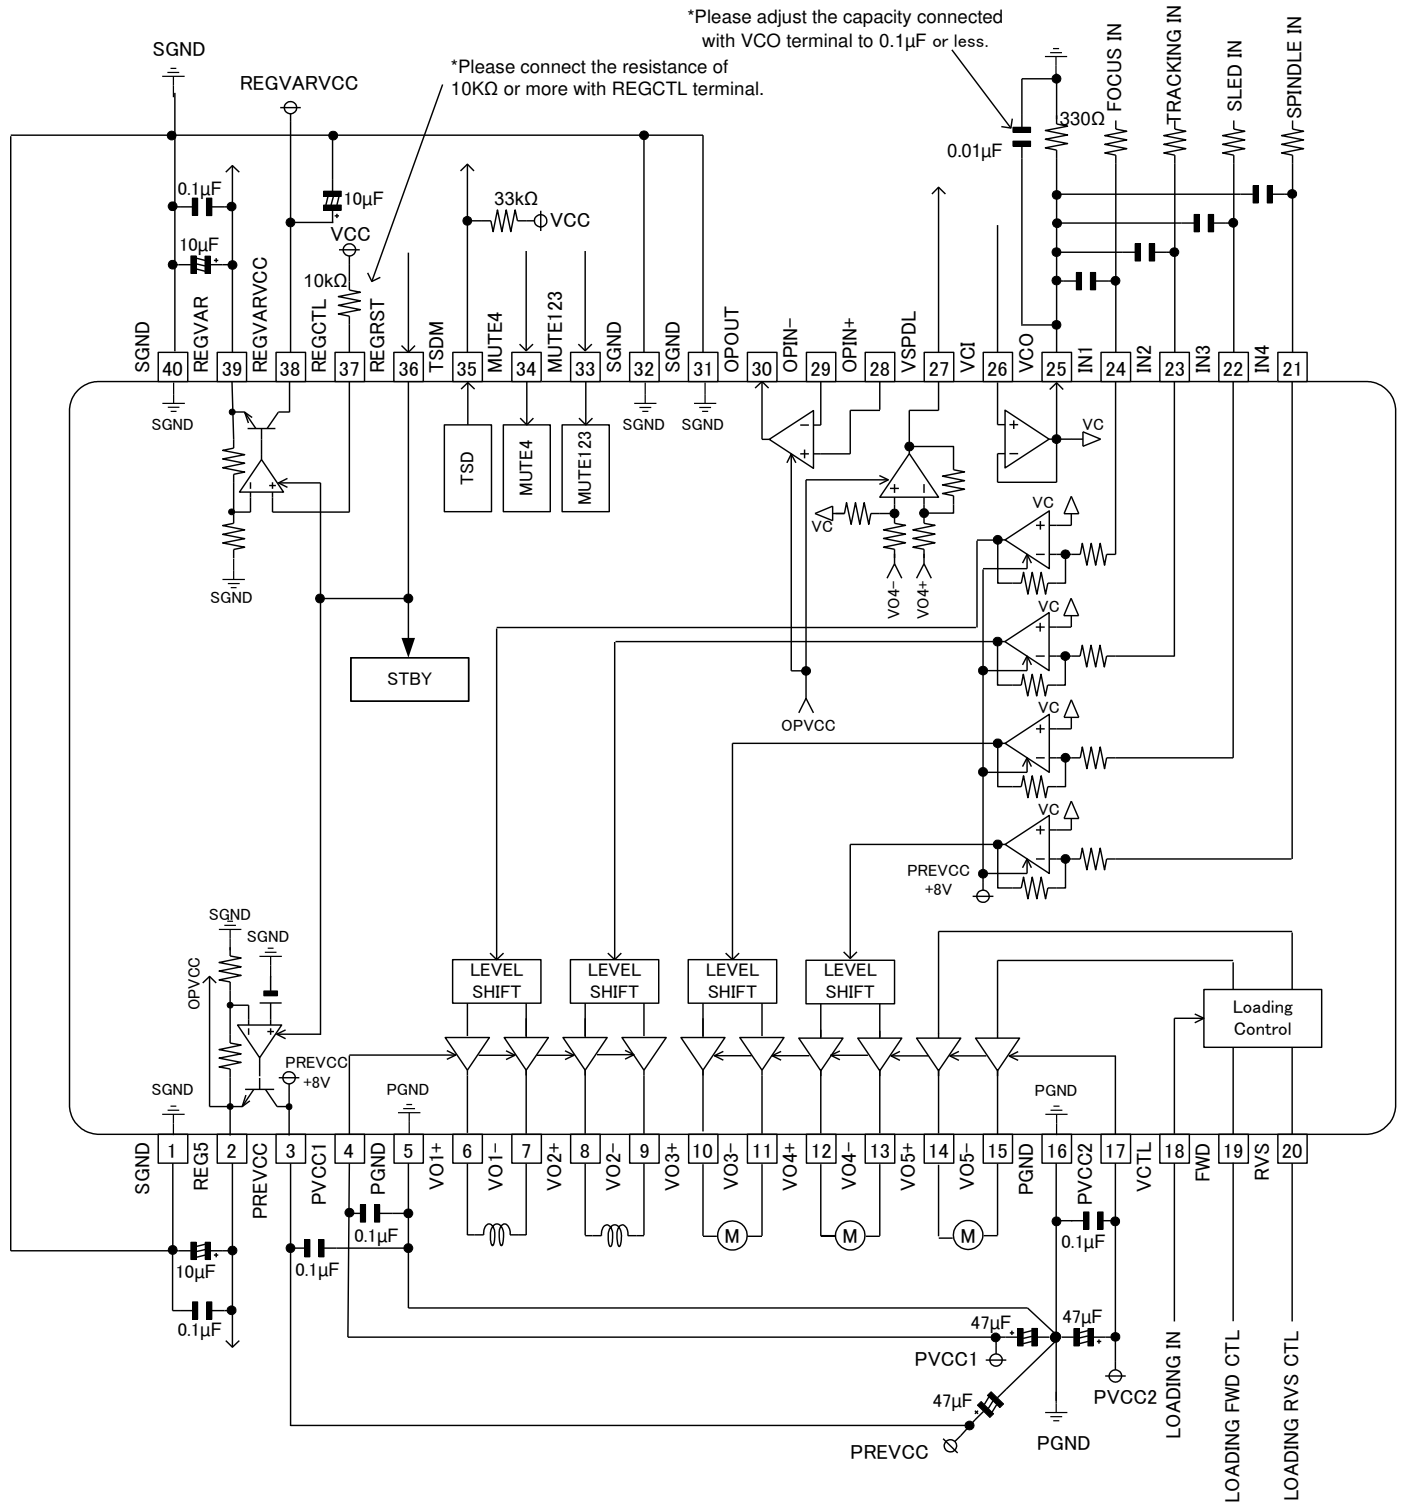 *Please adjust the capacity connected
with VCO terminal to 0.1μF or less.
SGND
*Please connect the resistance of
10KΩ or more with REGCTL terminal.
REGVARVCC
FOCUS IN
TRACKING IN
SLED IN
SPINDLE IN
330Ω
0.01μF
0.1μF
10μF
33kΩ
VCC
10μF
VCC
10kΩ
SGND
REGVAR
REGVARVCC
REGCTL
REGRST
TSDM
MUTE4
MUTE123
SGND
SGND
OPOUT
OPIN-
OPIN+
VSPDL
VCI
VCO
IN1
IN2
IN3
IN4
40
39
38
37
36
35
34
33
32
31
30
29
28
27
26
25
24
23
22
21
SGND
SGND
SGND
TSD
MUTE4
MUTE123
- +
+ -
+ -
VC
- +
VC
VO4-
VO4+
SGND
VC
+ -
VC
+ -
VC
+ -
VC
+ -
STBY
OPVCC
PREVCC
+8V
SGND
SGND
OPVCC
- +
PREVCC
+8V
LEVEL
SHIFT
LEVEL
SHIFT
LEVEL
SHIFT
LEVEL
SHIFT
Loading
Control
SGND
PGND
PGND
1
2
3
4
5
6
7
8
9
10
11
12
13
14
15
16
17
18
19
20
SGND
REG5
PREVCC
PVCC1
PGND
VO1+
VO1-
VO2+
VO2-
VO3+
VO3-
VO4+
VO4-
VO5+
VO5-
PGND
PVCC2
VCTL
FWD
RVS
0.1μF
M
M
M
0.1μF
10μF
0.1μF
0.1μF
47μF
47μF
PVCC1
PVCC2
47μF
PREVCC
PGND
LOADING IN
LOADING FWD CTL
LOADING RVS CTL